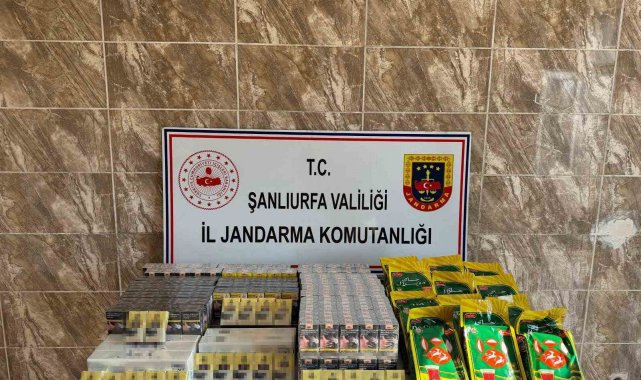 T.C.
ŞANLIURFA VALİLİĞİ
İL JANDARMA KOMUTANLIĞI
JANDARMA